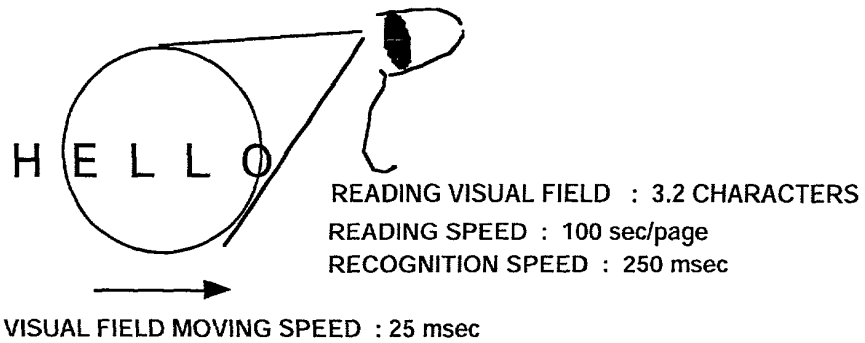 H E L L O
READING VISUAL FIELD : 3.2 CHARACTERS
READING SPEED : 100 sec/page
RECOGNITION SPEED : 250 msec
VISUAL FIELD MOVING SPEED : 25 msec